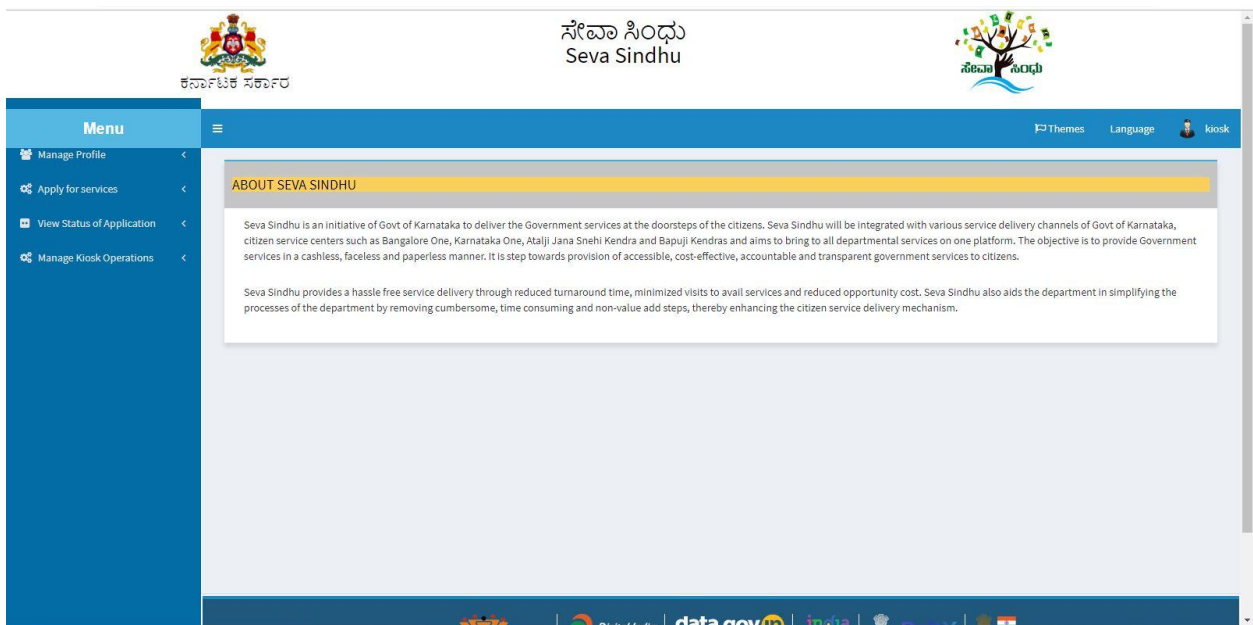 ಸೇವಾ ಸಿಂಧು
Seva Sindhu
ಕರ್ನಾಟಕ ಸರ್ಕಾರ
ಸೇವಾ ಸಿಂಧು
Menu
Themes Language kiosk
Manage Profile
Apply for services
View Status of Application
Manage Kiosk Operations
ABOUT SEVA SINDHU
Seva Sindhu is an initiative of Govt of Karnataka to deliver the Government services at the doorsteps of the citizens. Seva Sindhu will be integrated with various service delivery channels of Govt of Karnataka,
citizen service centers such as Bangalore One, Karnataka One, Atalji Jana Snehi Kendra and Bapuji Kendras and aims to bring to all departmental services on one platform. The objective is to provide Government
services in a cashless, faceless and paperless manner. It is step towards provision of accessible, cost-effective, accountable and transparent government services to citizens.
Seva Sindhu provides a hassle free service delivery through reduced turnaround time, minimized visits to avail services and reduced opportunity cost. Seva Sindhu also aids the department in simplifying the
processes of the department by removing cumbersome, time consuming and non-value add steps, thereby enhancing the citizen service delivery mechanism.
data.gov in india